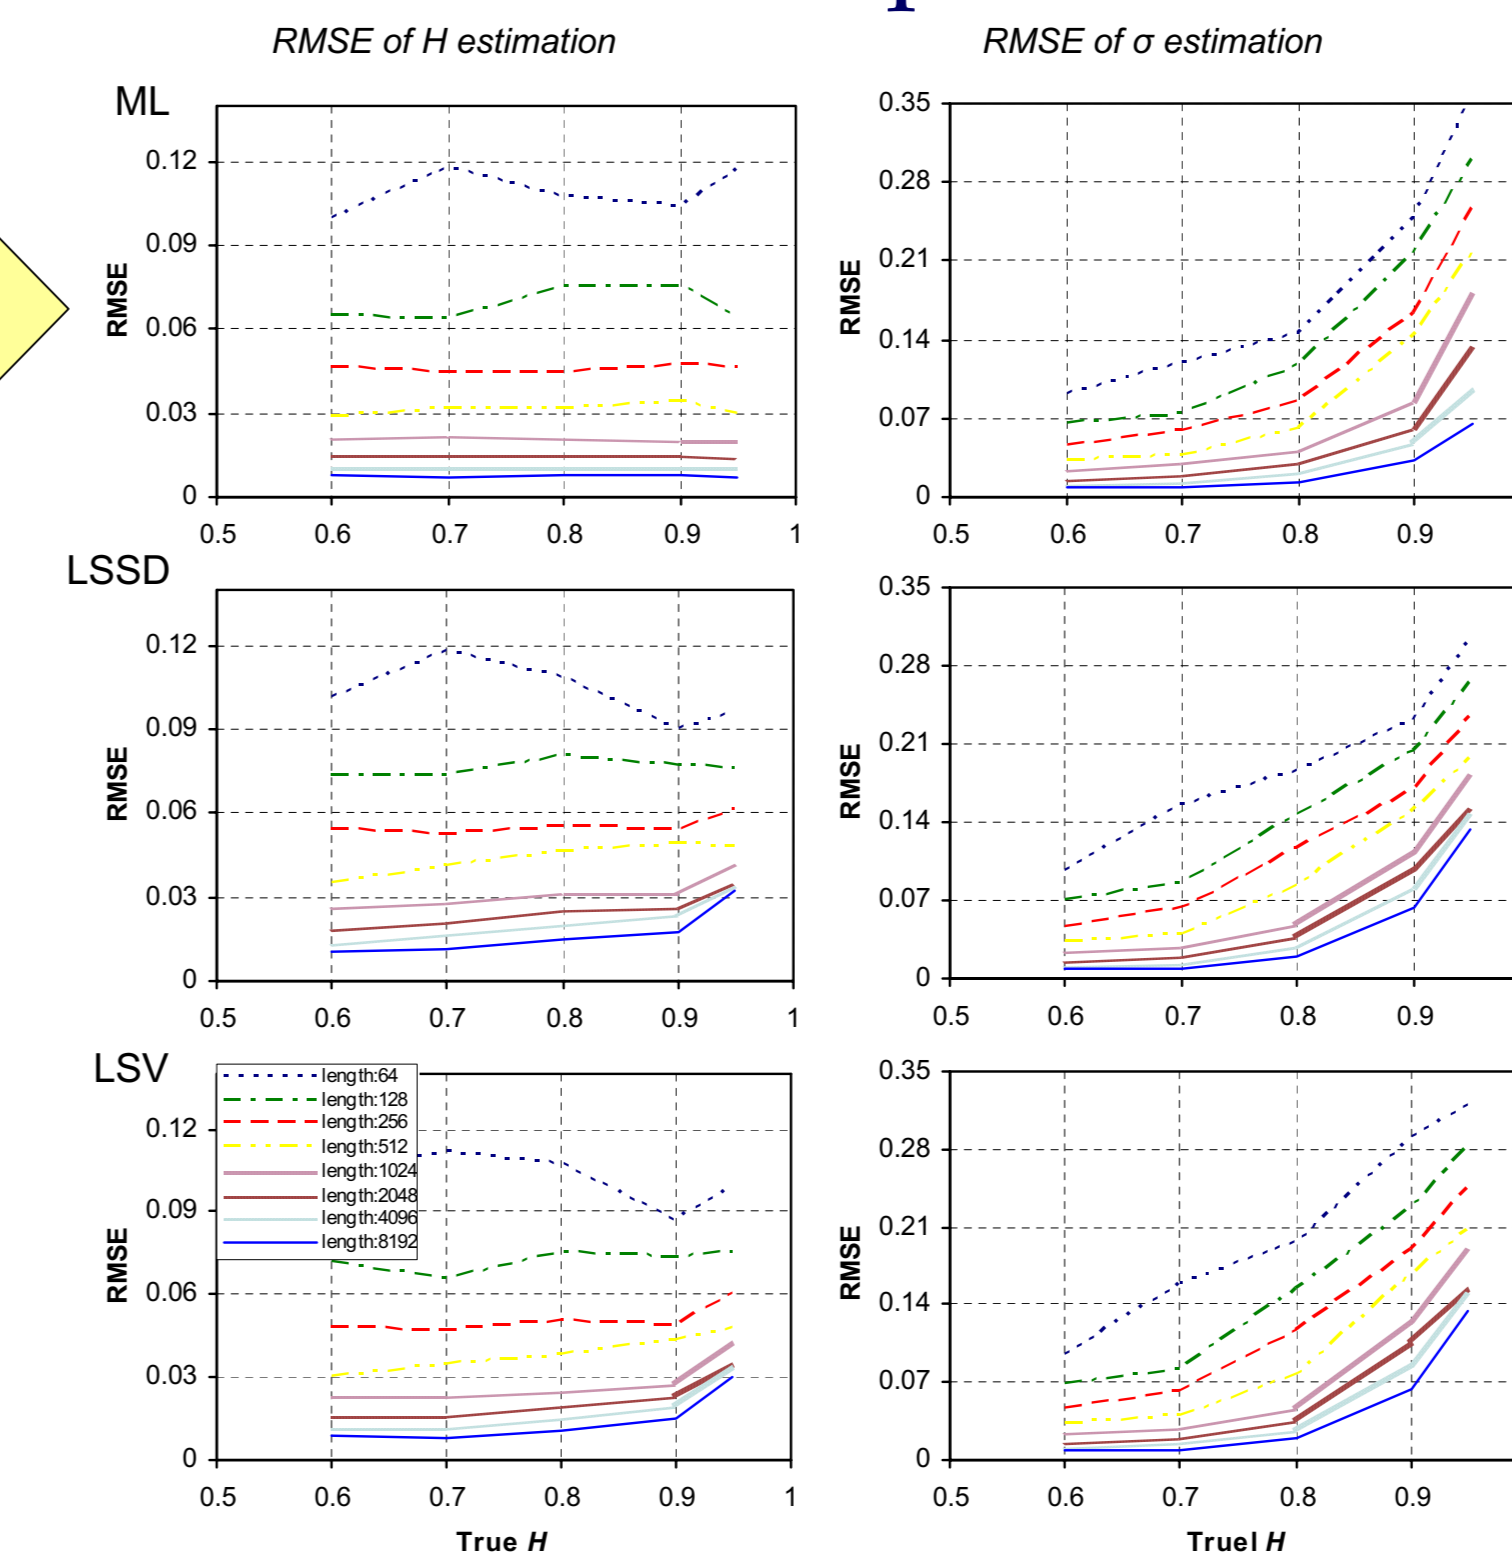 RMSE of H estimation
RMSE of σ estimation
ML
0.12
0.09
0.06
0.03
0
RMSE
0.5 0.6 0.7 0.8 0.9 1
0.35
0.28
0.21
0.14
0.07
0
RMSE
0.5 0.6 0.7 0.8 0.9
LSSD
0.12
0.09
0.06
0.03
0
RMSE
0.5 0.6 0.7 0.8 0.9 1
0.35
0.28
0.21
0.14
0.07
0
RMSE
0.5 0.6 0.7 0.8 0.9
LSV
length:64
length:128
length:256
length:512
length:1024
length:2048
length:4096
length:8192
0.12
0.09
0.06
0.03
0
RMSE
0.5 0.6 0.7 0.8 0.9 1
True H
0.35
0.28
0.21
0.14
0.07
0
RMSE
0.5 0.6 0.7 0.8 0.9
Truel H